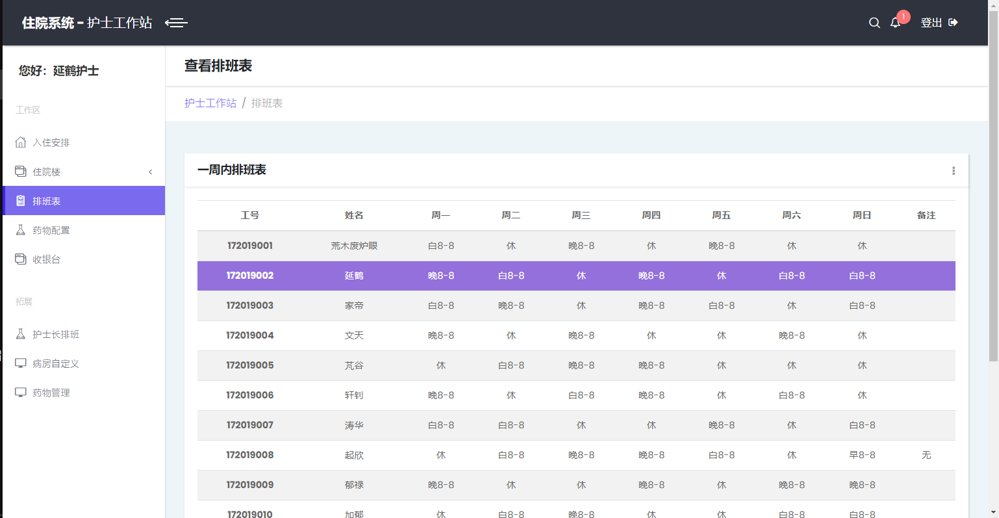 住院系统 - 护士工作站
1
登出
您好：延鹤护士
工作区
入住安排
住院楼
排班表
药物配置
收银台
拓展
护士长排班
病房自定义
药物管理
查看排班表
护士工作站 / 排班表
一周内排班表
工号 姓名 周一 周二 周三 周四 周五 周六 周日 备注
172019001 荒木废炉眼 白8-8 休 晚8-8 休 晚8-8 休 休
172019002 延鹤 晚8-8 白8-8 休 晚8-8 休 白8-8 白8-8
172019003 家帝 白8-8 晚8-8 休 晚8-8 白8-8 休 白8-8
172019004 文天 晚8-8 休 晚8-8 休 休 晚8-8 休
172019005 芃谷 休 白8-8 晚8-8 晚8-8 休 休 休
172019006 轩钊 晚8-8 休 白8-8 晚8-8 休 白8-8 休
172019007 涛华 白8-8 白8-8 休 休 晚8-8 休 白8-8
172019008 起欣 休 白8-8 晚8-8 晚8-8 白8-8 休 早8-8 无
172019009 郁禄 晚8-8 休 休 晚8-8 休 晚8-8 晚8-8
172019010 加郁 休 白8-8 晚8-8 休 休 白8-8 白8-8